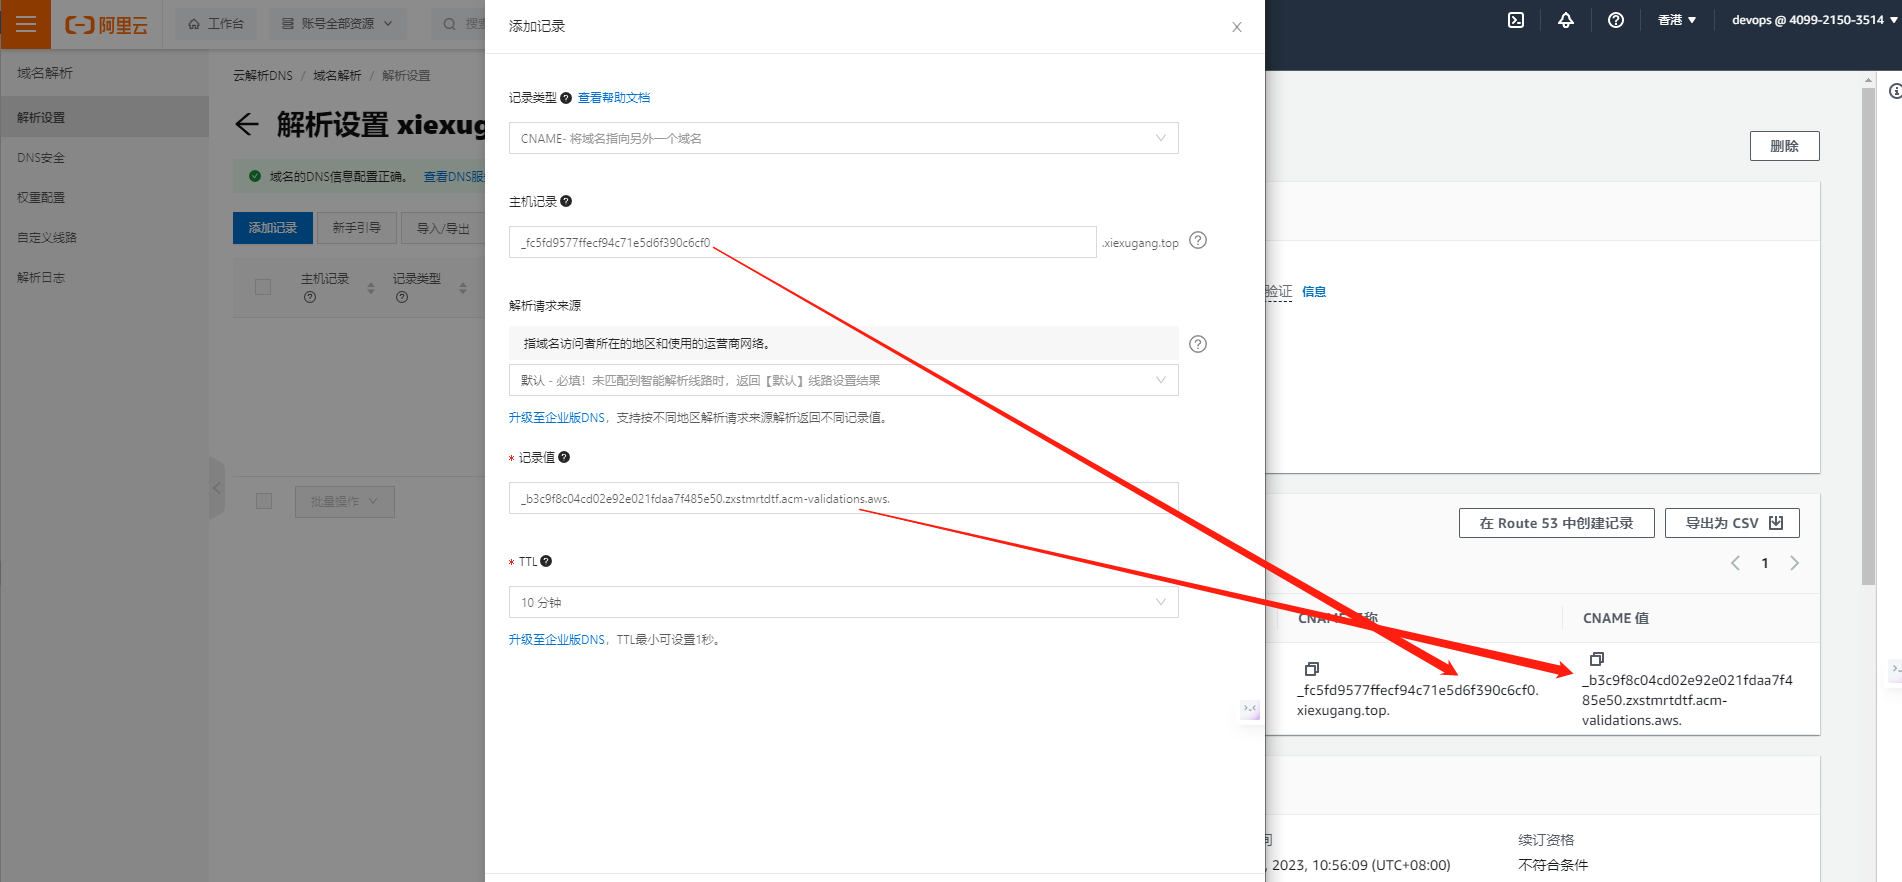 阿里云
工作台
账号全部资源
搜索
域名解析
解析设置
DNS安全
权重配置
自定义线路
解析日志
云解析DNS / 域名解析 / 解析设置
解析设置 xiexug
域名的DNS信息配置正确。 查看DNS服
添加记录
新手引导
导入/导出
主机记录
记录类型
批量操作
添加记录
记录类型 查看帮助文档
CNAME- 将域名指向另外一个域名
主机记录
_fc5fd9577ffecf94c71e5d6f390c6cf0
.xiexugang.top
解析请求来源
指域名访问者所在的地区和使用的运营商网络。
默认 - 必填！未匹配到智能解析线路时，返回【默认】线路设置结果
升级至企业版DNS，支持按不同地区解析请求来源解析返回不同记录值。
* 记录值
_b3c9f8c04cd02e92e021fdaa7f485e50.zxstmrtdtf.acm-validations.aws.
* TTL
10 分钟
升级至企业版DNS，TTL最小可设置1秒。
香港
devops @ 4099-2150-3514
删除
验证 信息
在 Route 53 中创建记录
导出为 CSV
1
CNAME 名称
CNAME 值
_fc5fd9577ffecf94c71e5d6f390c6cf0.
xiexugang.top.
_b3c9f8c04cd02e92e021fdaa7f4
85e50.zxstmrtdtf.acm-
validations.aws.
间
, 2023, 10:56:09 (UTC+08:00)
续订资格
不符合条件